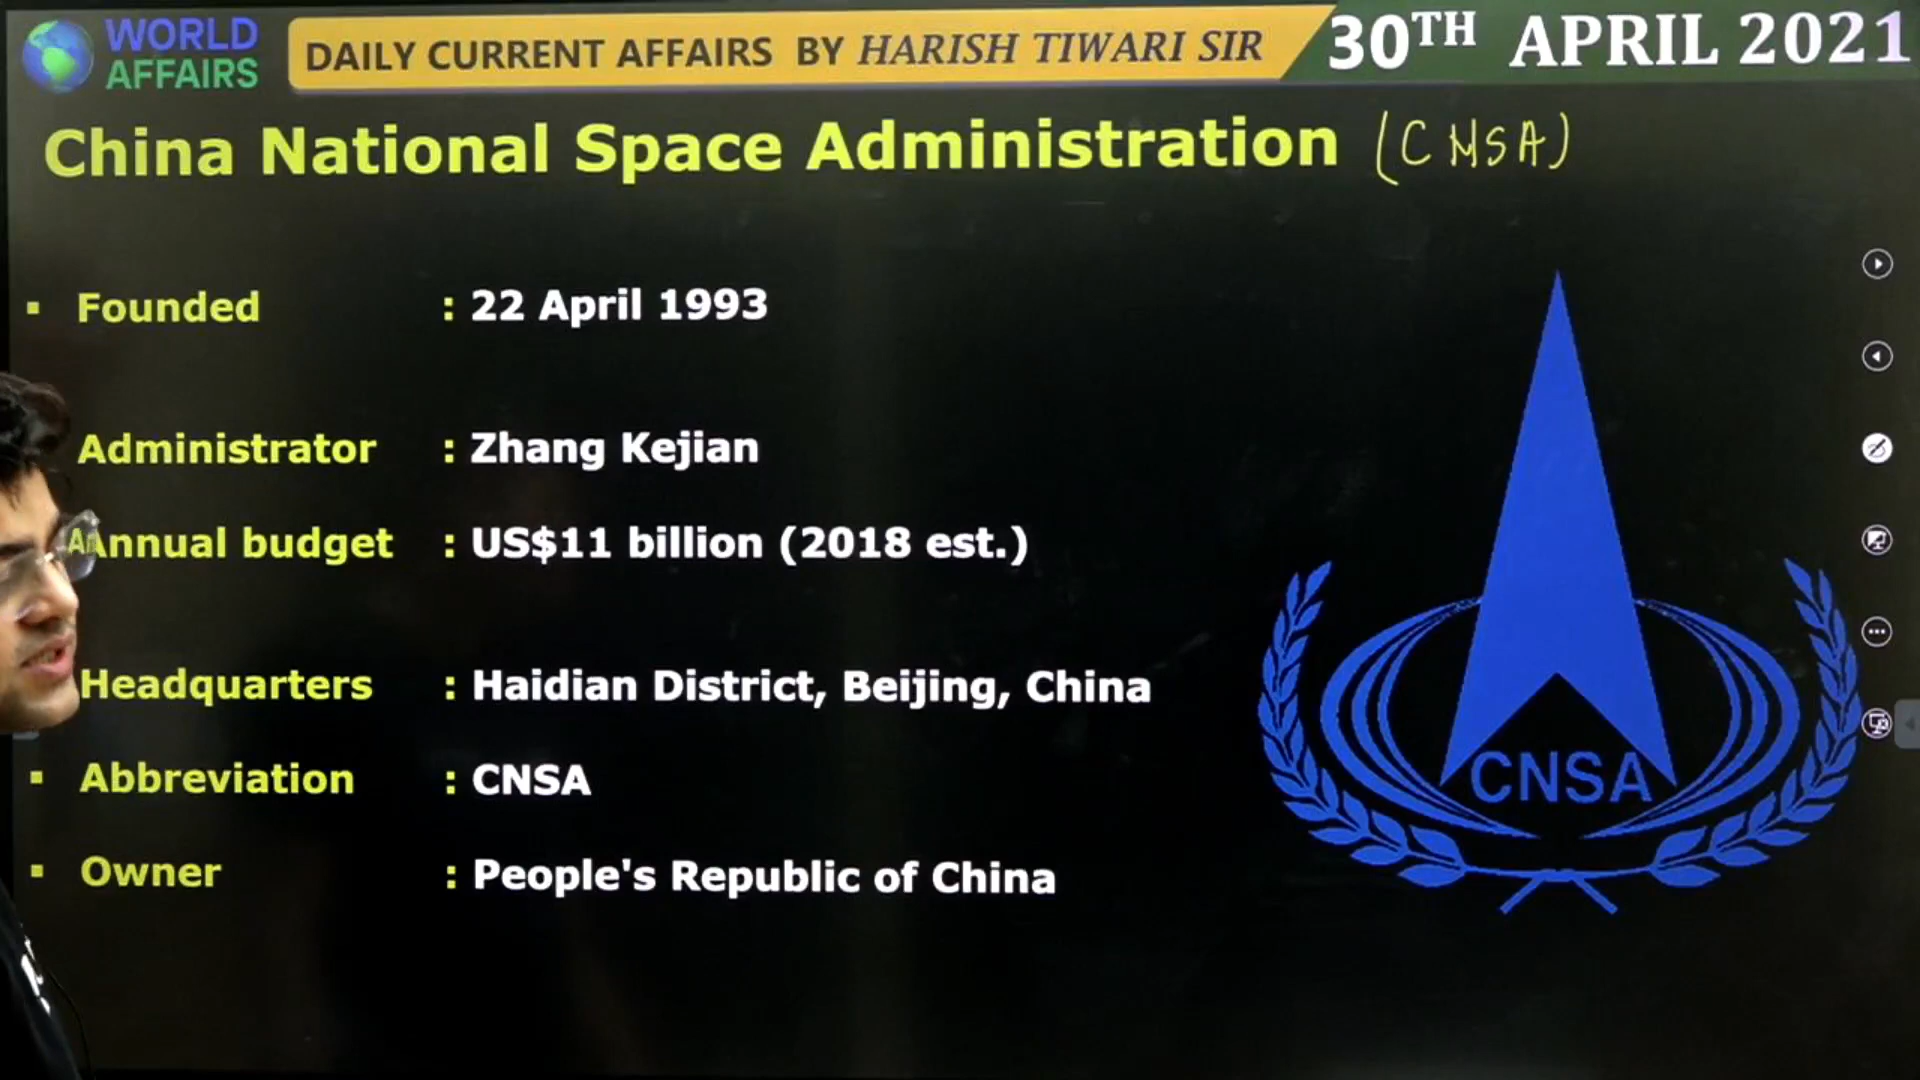 WORLD
AFFAIRS
DAILY CURRENT AFFAIRS BY HARISH TIWARI SIR
30TH APRIL 2021
China National Space Administration (CNSA)
▪ Founded : 22 April 1993
Administrator : Zhang Kejian
Annual budget : US$11 billion (2018 est.)
Headquarters : Haidian District, Beijing, China
▪ Abbreviation : CNSA
▪ Owner : People's Republic of China
CNSA